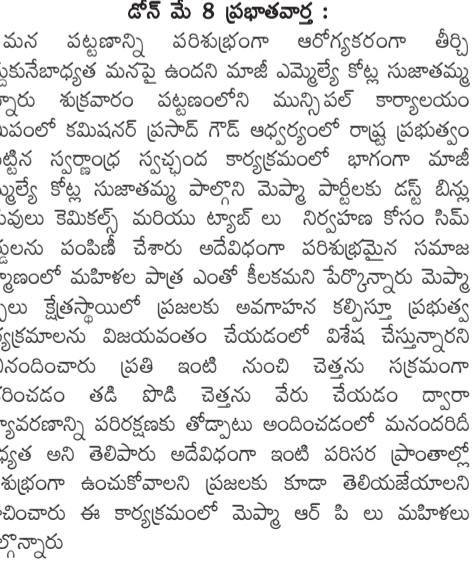 డోన్ మే 8 ప్రభాతవార్త :
మన పట్టణాన్ని పరిశుభ్రంగా ఆరోగ్యకరంగా తీర్చి
ద్దుకునేబాధ్యత మనపై ఉందని మాజీ ఎమ్మెల్యే కోట్ల సుజాతమ్మ
న్నారు శుక్రవారం పట్టణంలోని మున్సిపల్ కార్యాలయం
పంలో కమిషనర్ ప్రసాద్ గౌడ్ ఆధ్వర్యంలో రాష్ట్ర ప్రభుత్వం
ట్టిన స్వర్ణాంధ్ర స్వచ్ఛంద కార్యక్రమంలో భాగంగా మాజీ
మ్మెల్యే కోట్ల సుజాతమ్మ పాల్గొని మెప్మా పార్టీలకు డస్ట్ బిన్లు
వులు కెమికల్స్ మరియు ట్యాబ్ లు నిర్వహణ కోసం సిమ్
డులను పంపిణీ చేశారు అదేవిధంగా పరిశుభ్రమైన సమాజ
ర్మాణంలో మహిళల పాత్ర ఎంతో కీలకమని పేర్కొన్నారు మెప్మా
లు క్షేత్రస్థాయిలో ప్రజలకు అవగాహన కల్పిస్తూ ప్రభుత్వ
ర్యక్రమాలను విజయవంతం చేయడంలో విశేష చేస్తున్నారని
నందించారు ప్రతి ఇంటి నుంచి చెత్తను సక్రమంగా
కరించడం తడి పొడి చెత్తను వేరు చేయడం ద్వారా
ర్యావరణాన్ని పరిరక్షణకు తోడ్పాటు అందించడంలో మనందరిదీ
ధ్యత అని తెలిపారు అదేవిధంగా ఇంటి పరిసర ప్రాంతాల్లో
శుభ్రంగా ఉంచుకోవాలని ప్రజలకు కూడా తెలియజేయాలని
చించారు ఈ కార్యక్రమంలో మెప్మా ఆర్ పి లు మహిళలు
ల్గొన్నారు